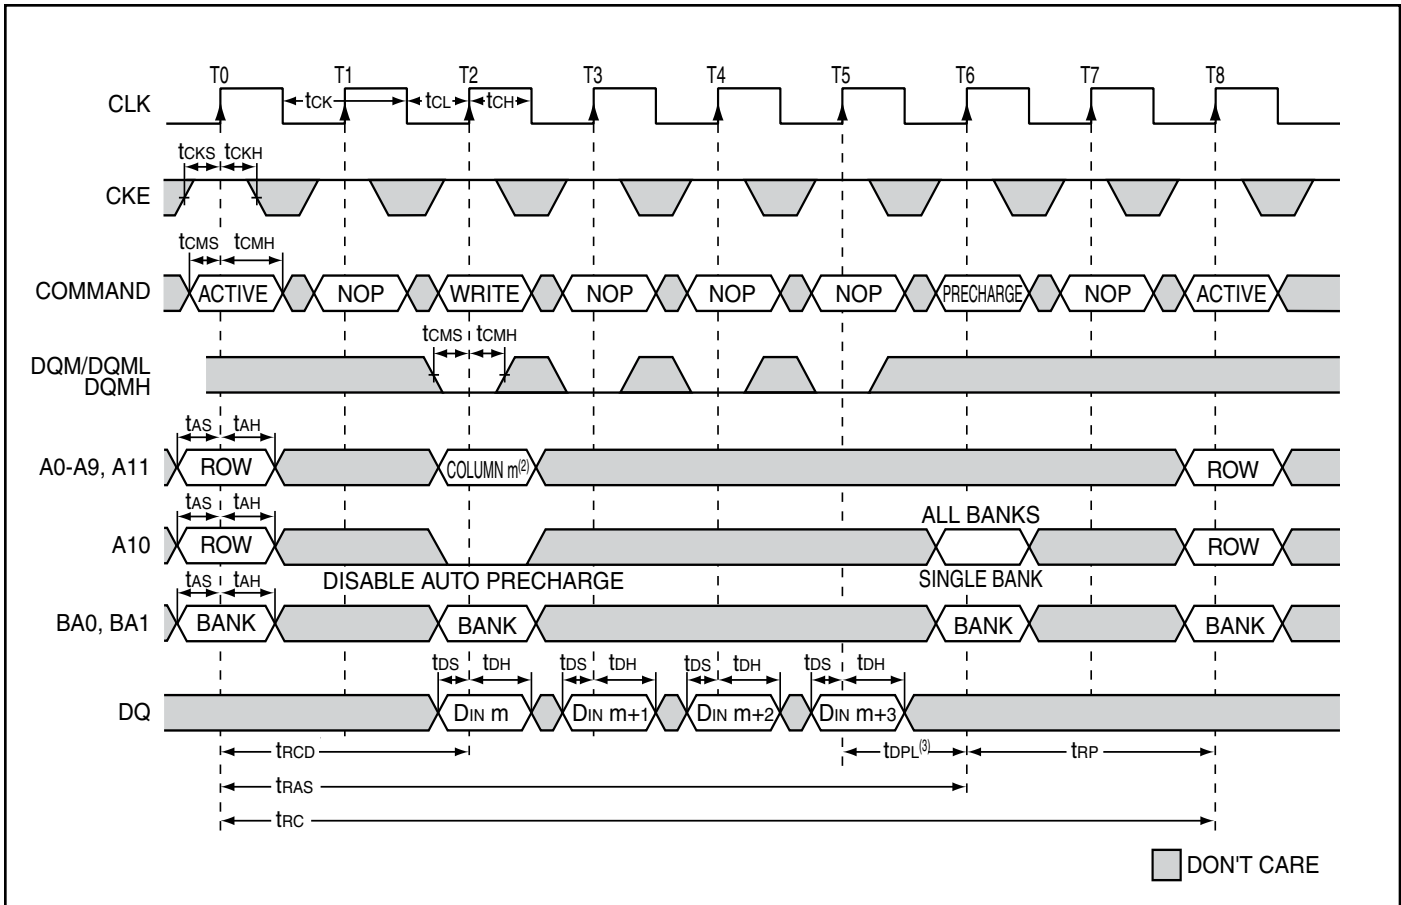 T0 T1 T2 T3 T4 T5 T6 T7 T8
CLK tCK tCL tCH
tCKS tCKH
CKE
tCMS tCMH
COMMAND ACTIVE NOP WRITE NOP NOP NOP PRECHARGE NOP ACTIVE
tCMS tCMH
DQM/DQML
DQMH
tAS tAH
A0-A9, A11 ROW COLUMN m(2) ROW
tAS tAH
ALL BANKS
A10 ROW ROW
DISABLE AUTO PRECHARGE SINGLE BANK
tAS tAH
BA0, BA1 BANK BANK BANK BANK
tDS tDH tDS tDH tDS tDH tDS tDH
DQ DIN m DIN m+1 DIN m+2 DIN m+3
tRCD tDPL(3) tRP
tRAS
tRC
DON'T CARE